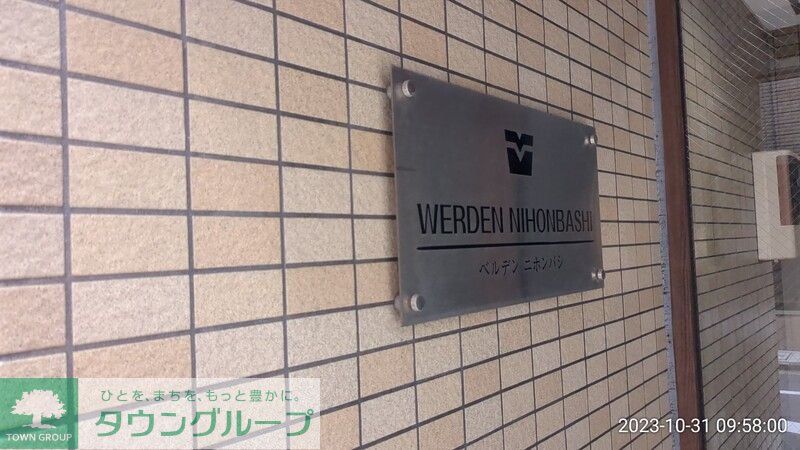 WERDEN NIHONBASHI
ベルデン ニホンバシ
ひとを、まちを、もっと豊かに。
タウングループ
TOWN GROUP
2023-10-31 09:58:00